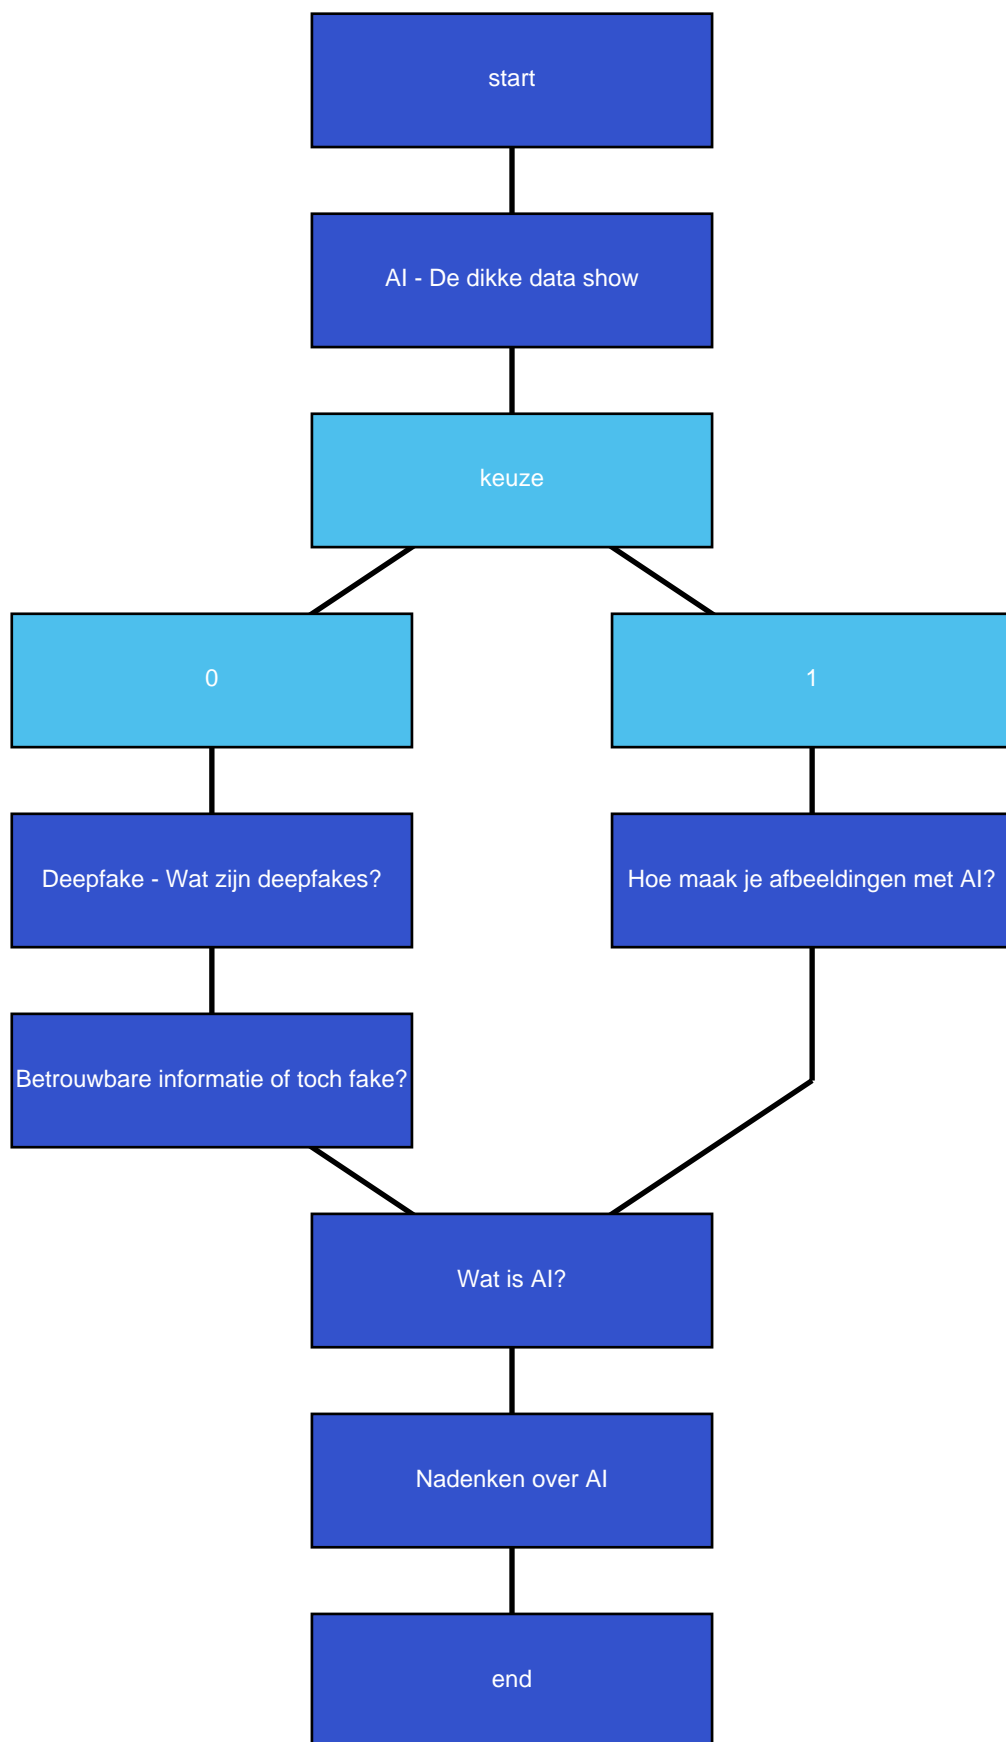 start
AI - De dikke data show
keuze
0
1
Deepfake - Wat zijn deepfakes?
Hoe maak je afbeeldingen met AI?
Betrouwbare informatie of toch fake?
Wat is AI?
Nadenken over AI
end